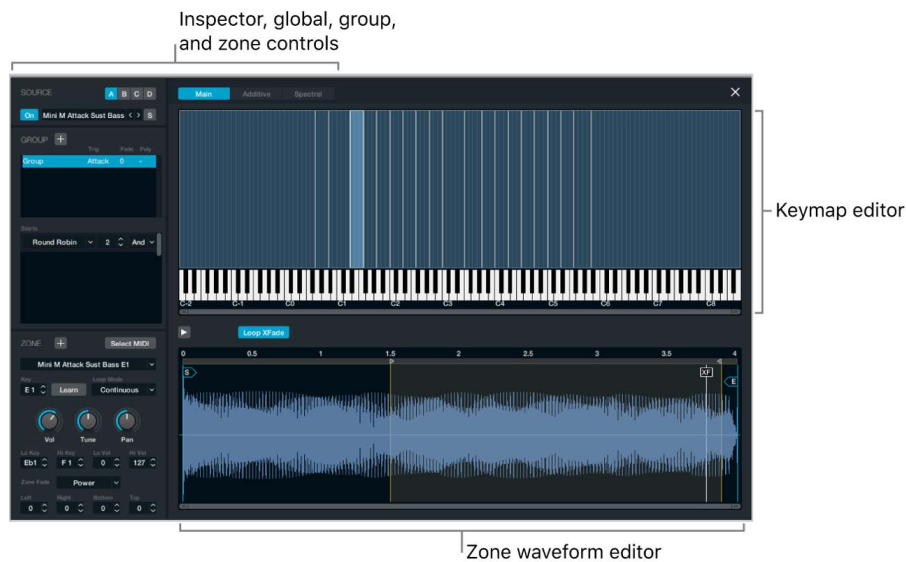 Inspector, global, group,
and zone controls
SOURCE A B C D
On Mini M Attack Sust Bass < > S
GROUP +
Trig Fade Poly
Group Attack 0 -
Starts
Round Robin 2 And
ZONE + Select MIDI
Mini M Attack Sust Bass E1
Key Loop Mode
E 1 Learn Continuous
Vol Tune Pan
Lo Key Hi Key Lo Vel Hi Vel
Eb1 F 1 0 127
Zone Fade Power
Left Right Bottom Top
0 0 0 0
Main Additive Spectral
C-2 C-1 C0 C1 C2 C3 C4 C5 C6 C7 C8
Keymap editor
Loop XFade
0 0.5 1 1.5 2 2.5 3 3.5 4
S XF E
Zone waveform editor